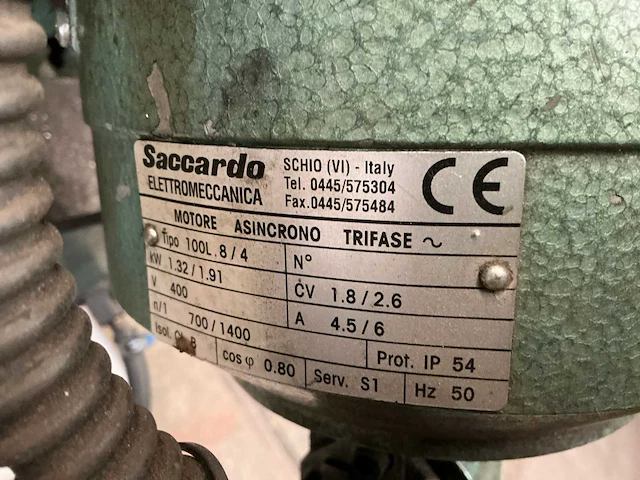 Saccardo
ELETTROMECCANICA
SCHIO (VI) - Italy
Tel. 0445/575304
Fax.0445/575484
CE
MOTORE ASINCRONO TRIFASE ~
Tipo 100L 8/4 N°
kW 1.32/1.91 CV 1.8/2.6
V 400 A 4.5/6
n/1 700/1400 Prot. IP 54
Isol. Cl. B cos φ 0.80 Serv. S1 Hz 50